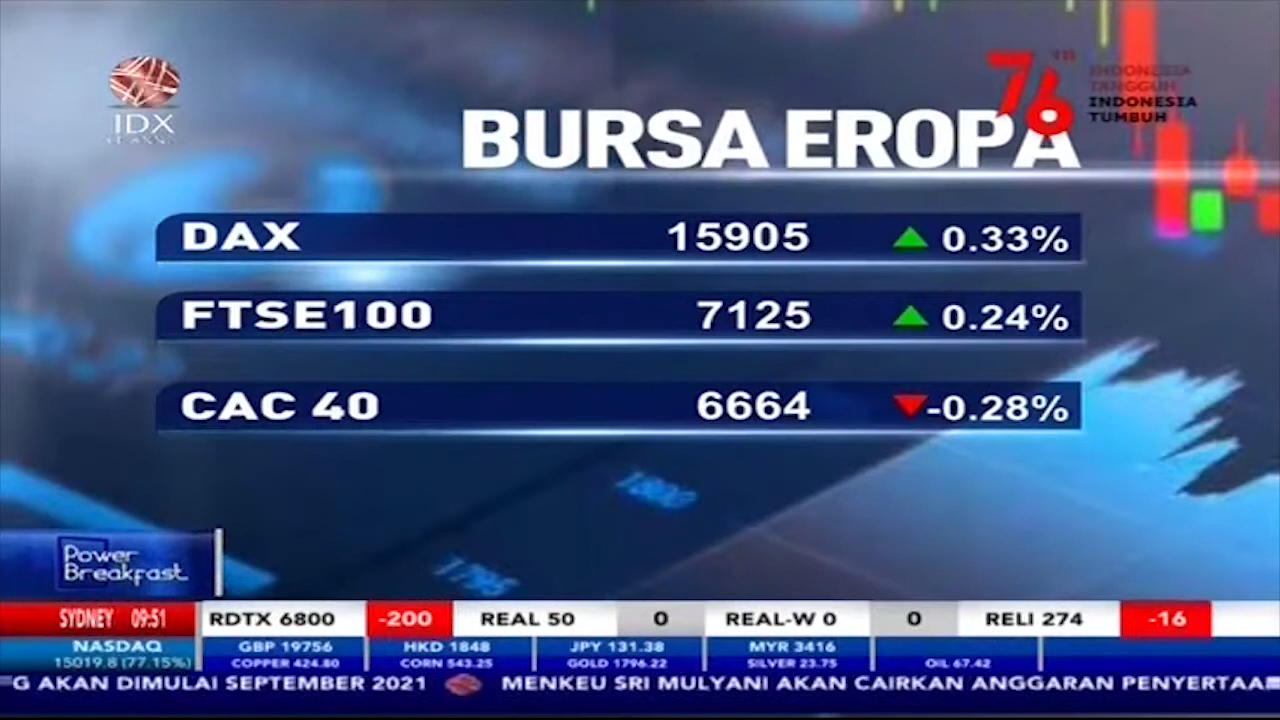 IDX
76TH
INDONESIA
TANGGUH
INDONESIA
TUMBUH
BURSA EROPA
DAX 15905 0.33%
FTSE100 7125 0.24%
CAC 40 6664 -0.28%
1800
1795
Power
Breakfast
SYDNEY 09:51 RDTX 6800 -200 REAL 50 0 REAL-W 0 0 RELI 274 -16
NASDAQ GBP 19756 HKD 1848 JPY 131.38 MYR 3416
15019.8 (77.15%) COPPER 424.80 CORN 543.25 GOLD 1796.22 SILVER 23.75 OIL 67.42
G AKAN DIMULAI SEPTEMBER 2021 MENKEU SRI MULYANI AKAN CAIRKAN ANGGARAN PENYERTAA